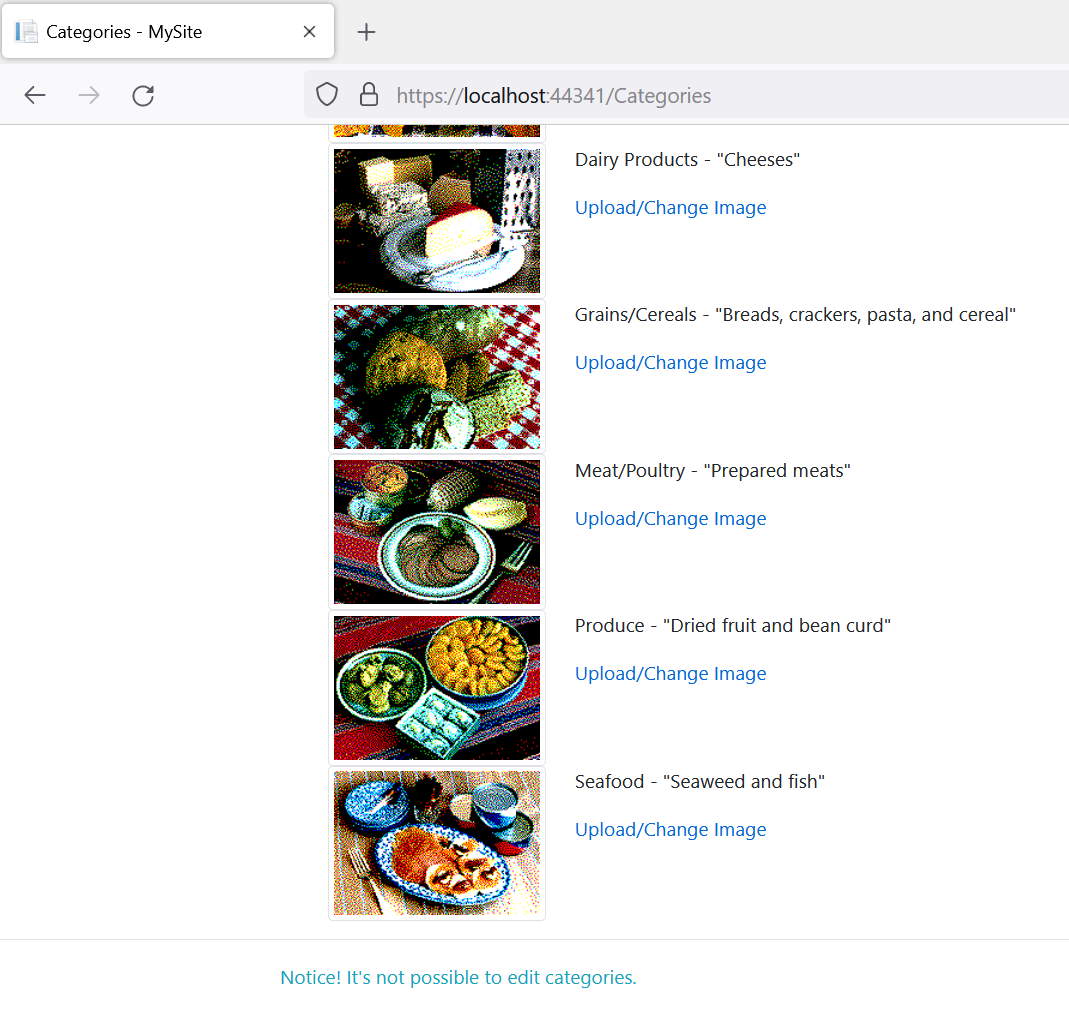 Categories - MySite
https://localhost:44341/Categories
Dairy Products - "Cheeses"
Upload/Change Image
Grains/Cereals - "Breads, crackers, pasta, and cereal"
Upload/Change Image
Meat/Poultry - "Prepared meats"
Upload/Change Image
Produce - "Dried fruit and bean curd"
Upload/Change Image
Seafood - "Seaweed and fish"
Upload/Change Image
Notice! It's not possible to edit categories.